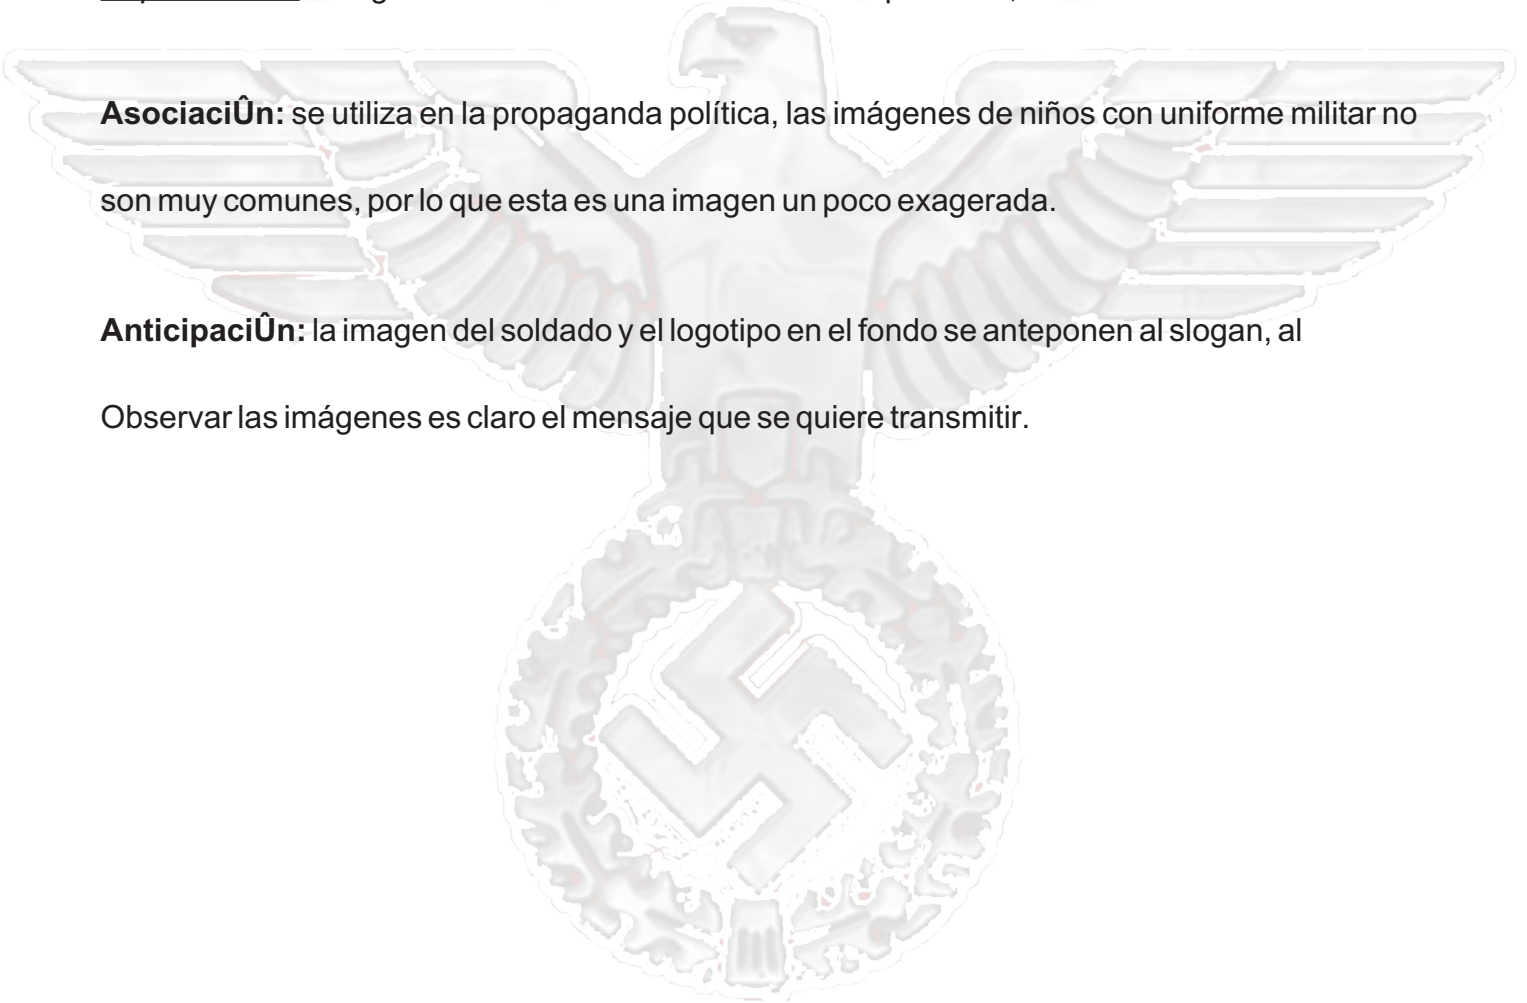 AsociaciÛn: se utiliza en la propaganda política, las imágenes de niños con uniforme militar no
son muy comunes, por lo que esta es una imagen un poco exagerada.
AnticipaciÛn: la imagen del soldado y el logotipo en el fondo se anteponen al slogan, al
Observar las imágenes es claro el mensaje que se quiere transmitir.